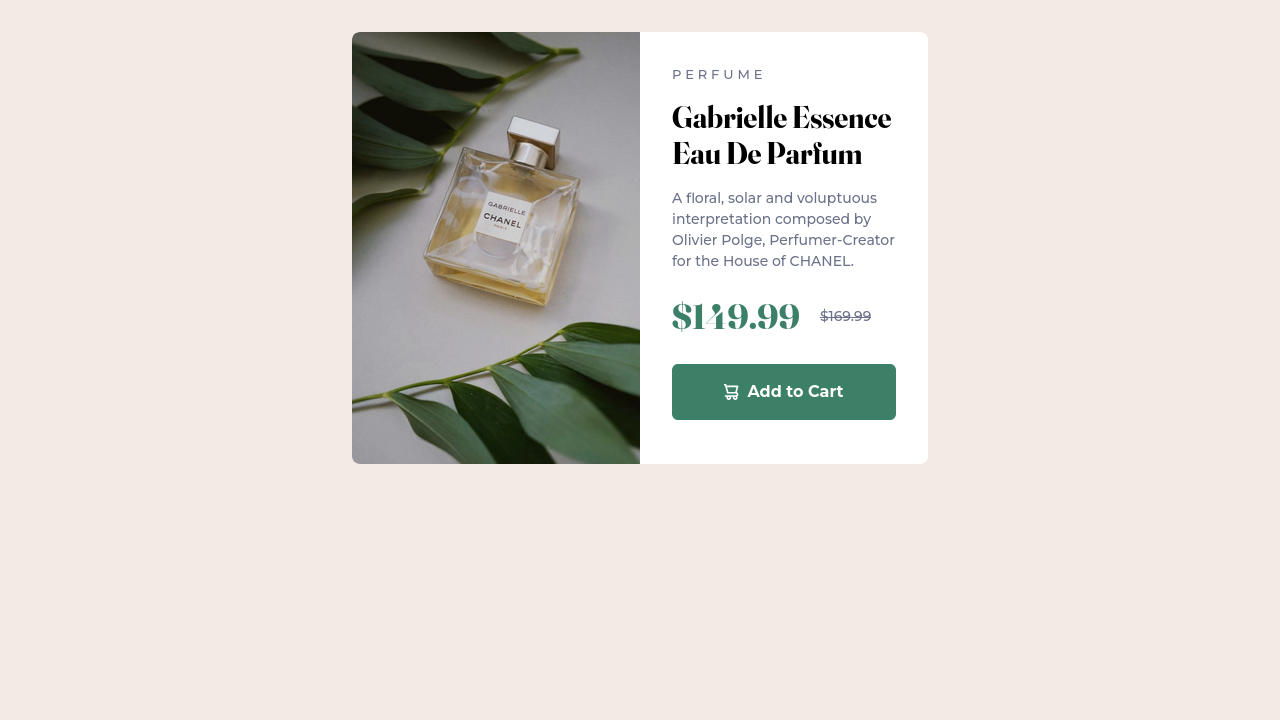 GABRIELLE
CHANEL
PARIS
PERFUME
Gabrielle Essence
Eau De Parfum
A floral, solar and voluptuous
interpretation composed by
Olivier Polge, Perfumer-Creator
for the House of CHANEL.
$149.99 $169.99
Add to Cart